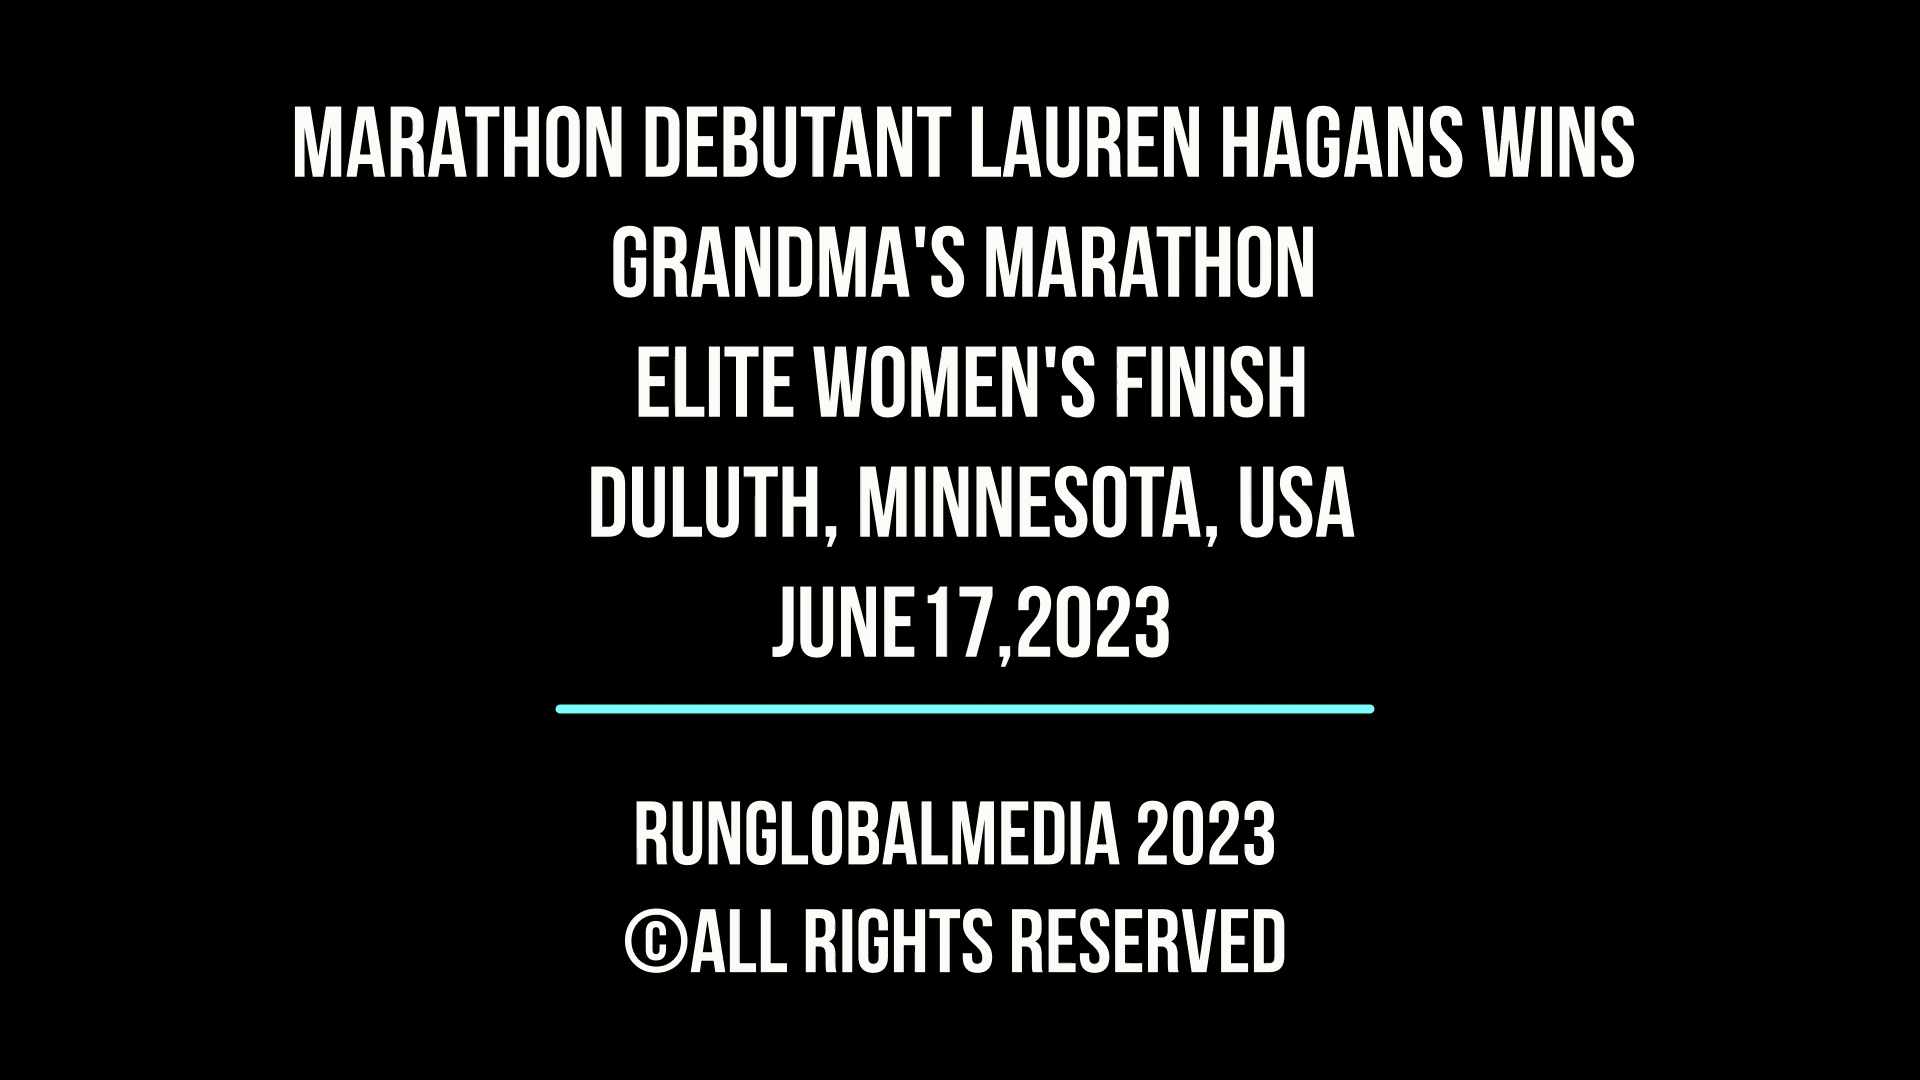 MARATHON DEBUTANT LAUREN HAGANS WINS
GRANDMA'S MARATHON
ELITE WOMEN'S FINISH
DULUTH, MINNESOTA, USA
JUNE17,2023
RUNGLOBALMEDIA 2023
©ALL RIGHTS RESERVED